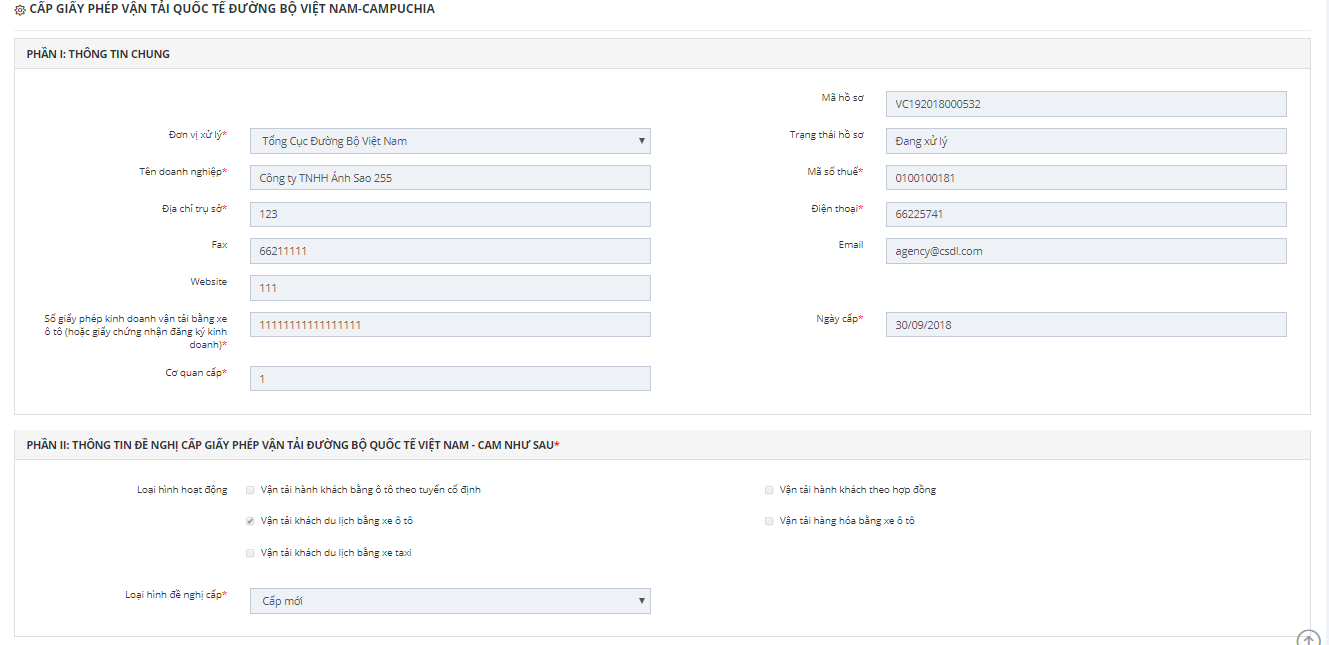 CẤP GIẤY PHÉP VẬN TẢI QUỐC TẾ ĐƯỜNG BỘ VIỆT NAM-CAMPUCHIA
PHẦN I: THÔNG TIN CHUNG
Mã hồ sơ VC192018000532
Đơn vị xử lý* Tổng Cục Đường Bộ Việt Nam
Trạng thái hồ sơ Đang xử lý
Tên doanh nghiệp* Công ty TNHH Ánh Sao 255
Mã số thuế* 0100100181
Địa chỉ trụ sở* 123
Điện thoại* 66225741
Fax 66211111
Email agency@csdl.com
Website 111
Số giấy phép kinh doanh vận tải bằng xe
ô tô (hoặc giấy chứng nhận đăng ký kinh
doanh)*
11111111111111111
Ngày cấp* 30/09/2018
Cơ quan cấp* 1
PHẦN II: THÔNG TIN ĐỀ NGHỊ CẤP GIẤY PHÉP VẬN TẢI ĐƯỜNG BỘ QUỐC TẾ VIỆT NAM - CAM NHƯ SAU*
Loại hình hoạt động
Vận tải hành khách bằng ô tô theo tuyến cố định
Vận tải hành khách theo hợp đồng
Vận tải khách du lịch bằng xe ô tô
Vận tải hàng hóa bằng xe ô tô
Vận tải khách du lịch bằng xe taxi
Loại hình đề nghị cấp* Cấp mới